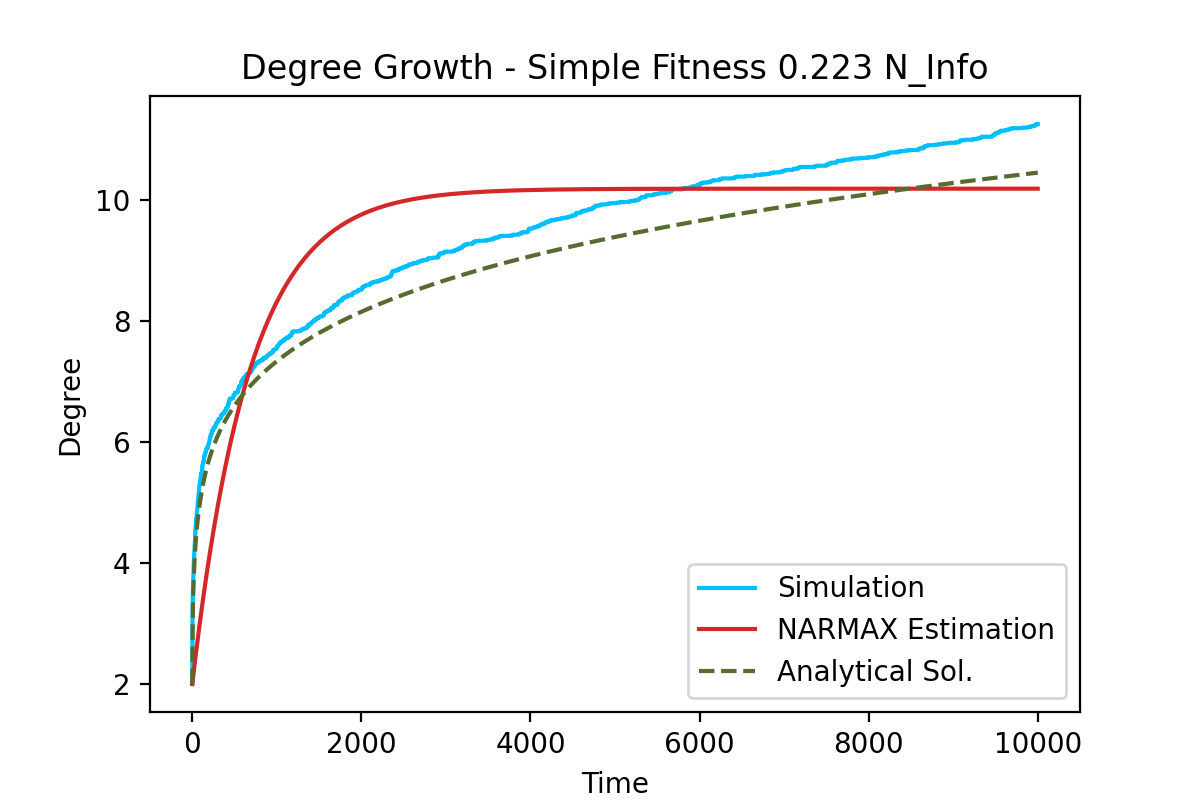 Degree Growth - Simple Fitness 0.223 N_Info
Degree
10
8
6
4
2
0
2000
4000
6000
8000
10000
Time
Simulation
NARMAX Estimation
Analytical Sol.